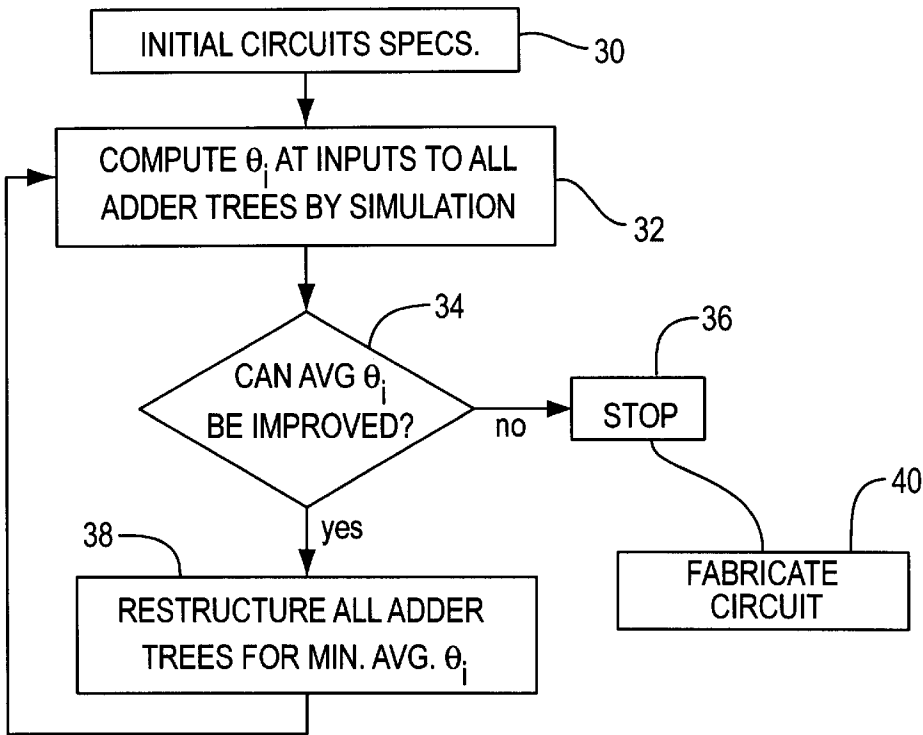 INITIAL CIRCUITS SPECS.
30
COMPUTE θi AT INPUTS TO ALL
ADDER TREES BY SIMULATION
32
34
CAN AVG θi
BE IMPROVED?
no
36
STOP
yes
40
FABRICATE
CIRCUIT
38
RESTRUCTURE ALL ADDER
TREES FOR MIN. AVG. θi